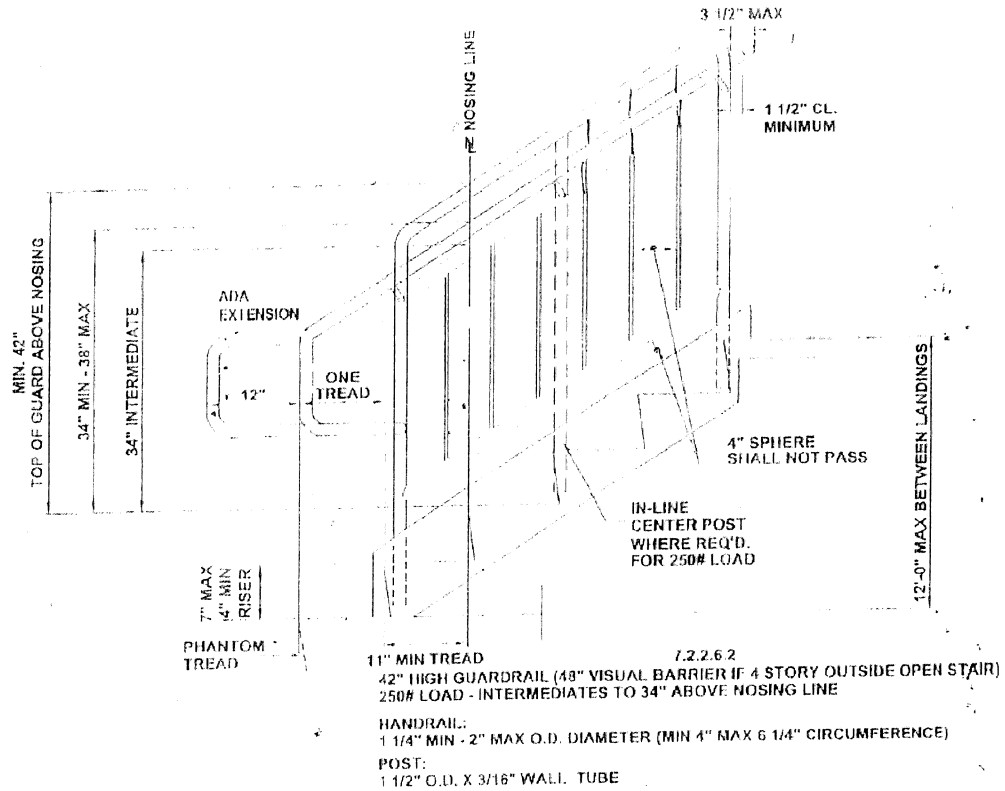 3 1/2" MAX
NOSING LINE
1 1/2" CL.
MINIMUM
MIN. 42"
TOP OF GUARD ABOVE NOSING
34" MIN - 38" MAX
34" INTERMEDIATE
ADA
EXTENSION
12"
ONE
TREAD
4" SPHERE
SHALL NOT PASS
IN-LINE
CENTER POST
WHERE REQ'D.
FOR 250# LOAD
12'-0" MAX BETWEEN LANDINGS
7" MAX
4" MIN
RISER
PHANTOM
TREAD
11" MIN TREAD
7.2.2.6.2
42" HIGH GUARDRAIL (48" VISUAL BARRIER IF 4 STORY OUTSIDE OPEN STAIR)
250# LOAD - INTERMEDIATES TO 34" ABOVE NOSING LINE
HANDRAIL:
1 1/4" MIN - 2" MAX O.D. DIAMETER (MIN 4" MAX 6 1/4" CIRCUMFERENCE)
POST:
1 1/2" O.D. X 3/16" WALL TUBE